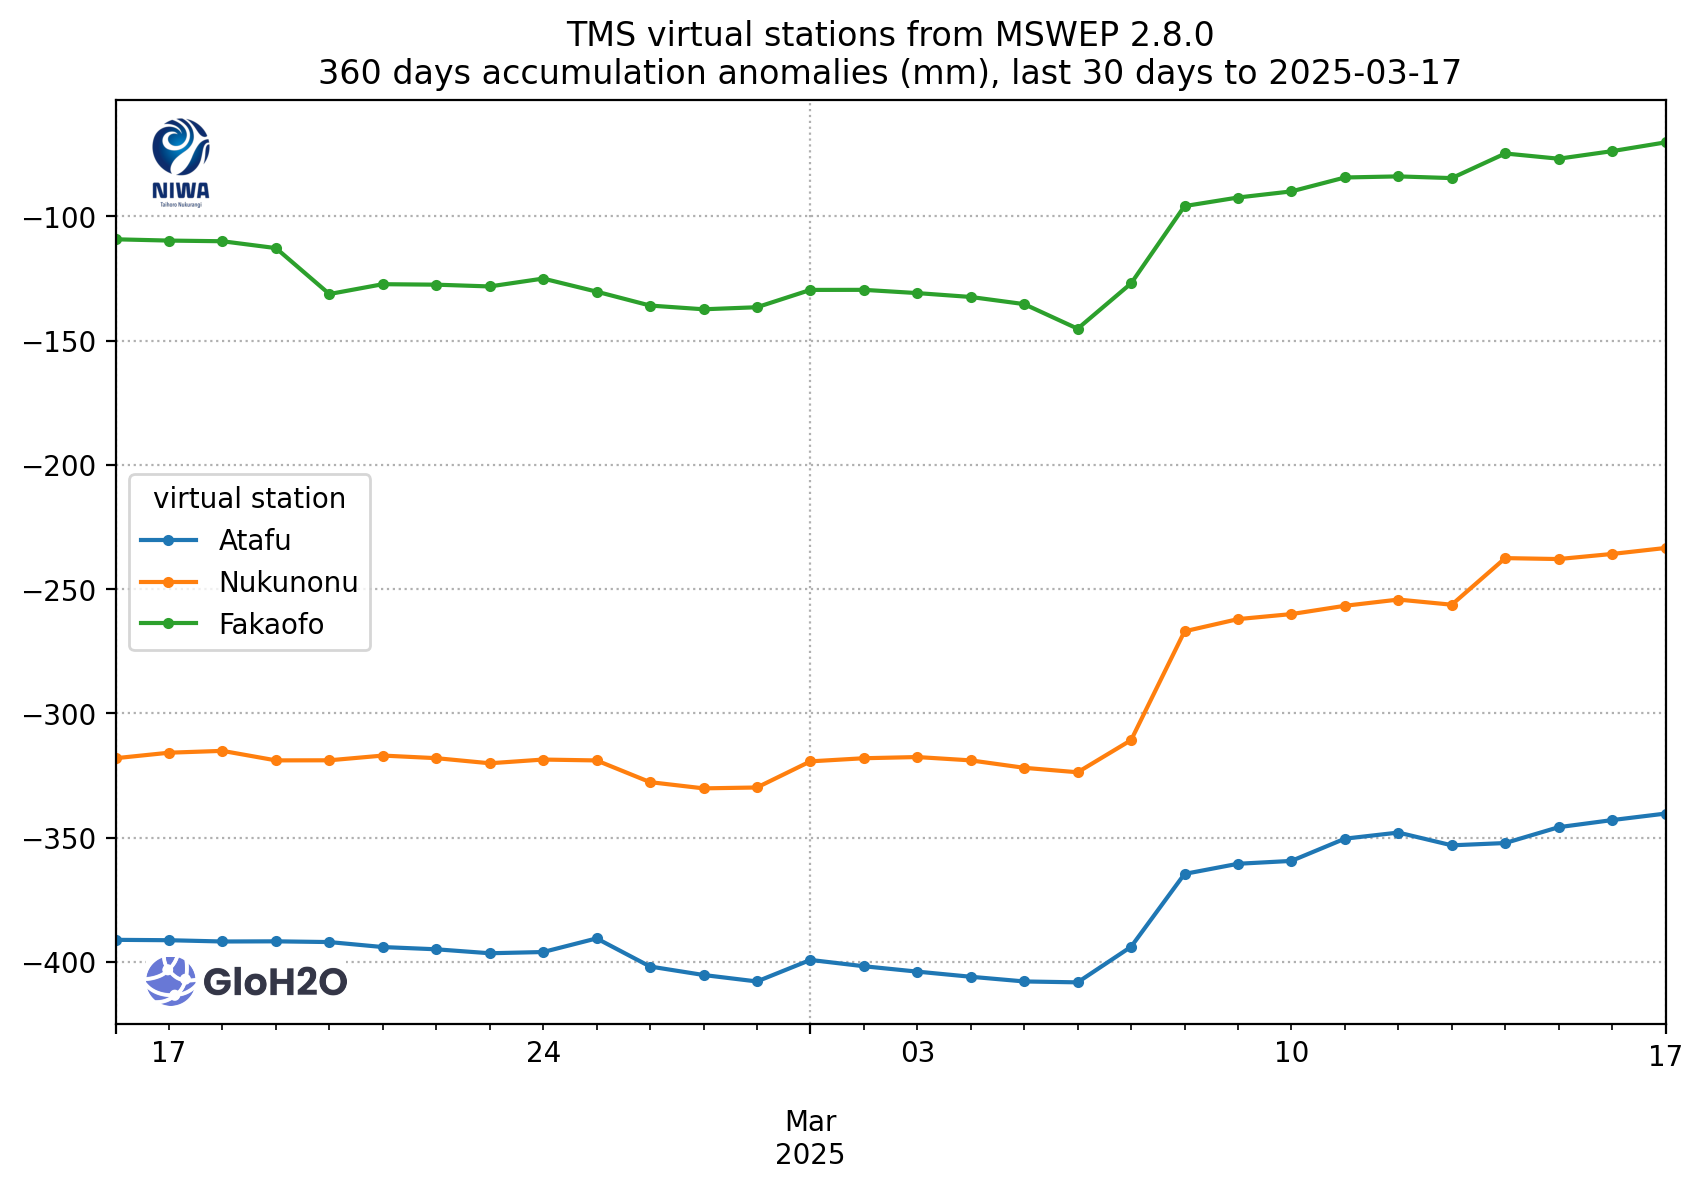 TMS virtual stations from MSWEP 2.8.0
360 days accumulation anomalies (mm), last 30 days to 2025-03-17
NIWA
Taihoro Nukurangi
−100
−150
−200
−250
−300
−350
−400
virtual station
Atafu
Nukunonu
Fakaofo
GloH2O
17
24
03
10
17
Mar
2025